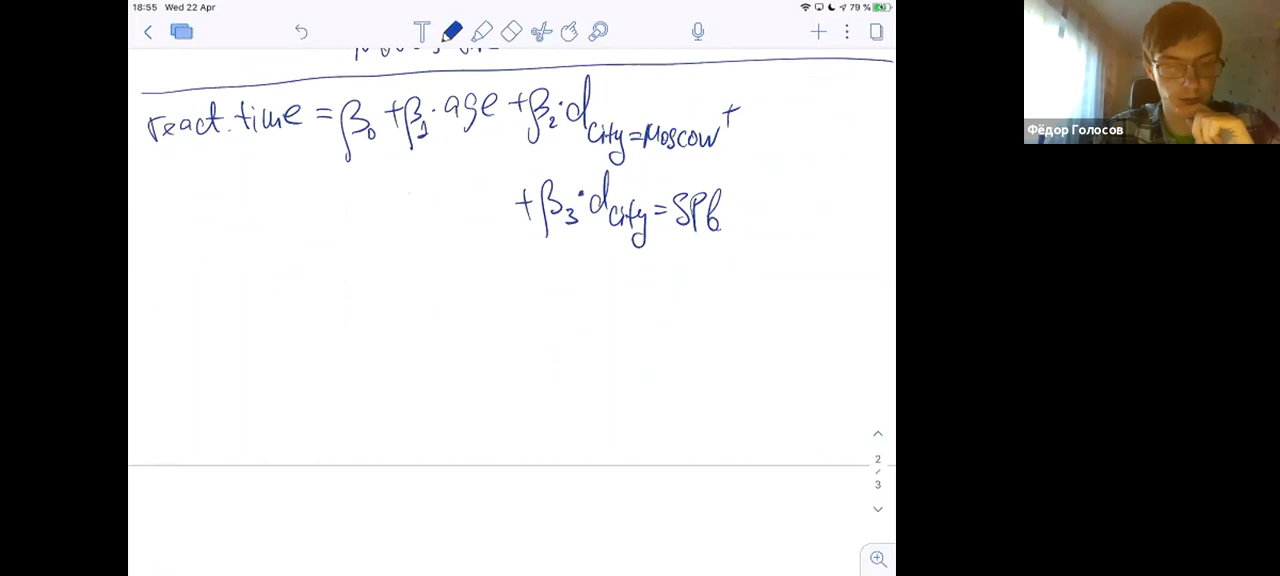 18:55 Wed 22 Apr
79 %
react.time = β₀ + β₁· age + β₂· d city=Moscow +
+ β₃· d city = SPb
2
/
3
Фёдор Голосов